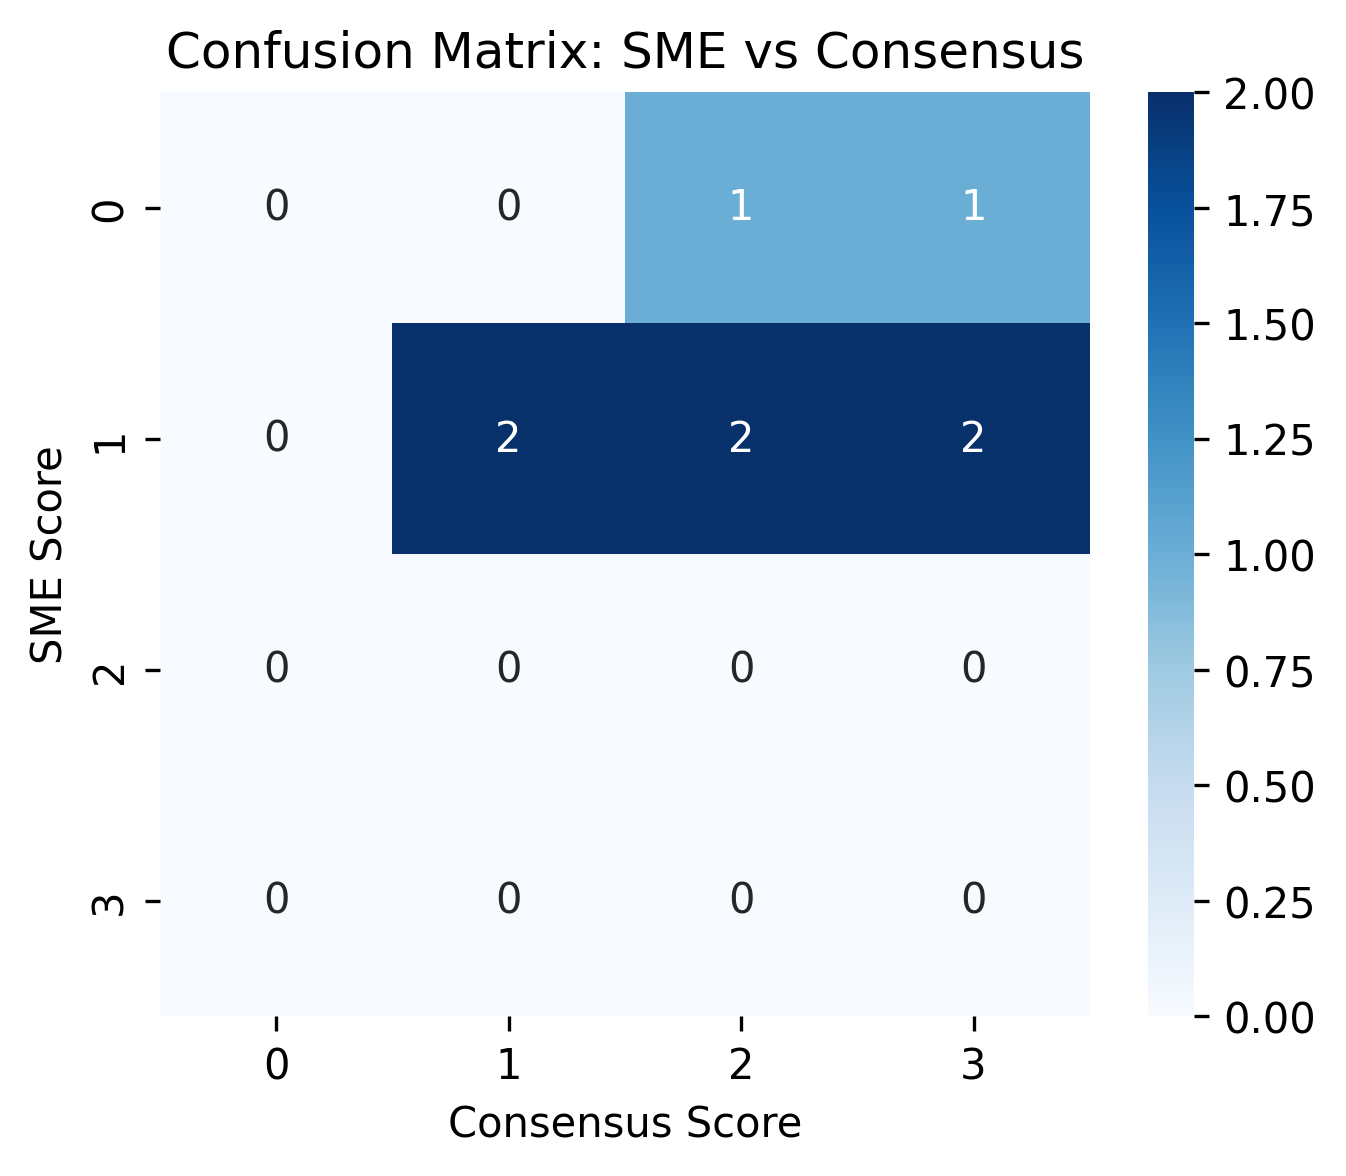 Confusion Matrix: SME vs Consensus
0 0 0 1 1
1 0 2 2 2
2 0 0 0 0
3 0 0 0 0
0 1 2 3
SME Score
Consensus Score
2.00
1.75
1.50
1.25
1.00
0.75
0.50
0.25
0.00